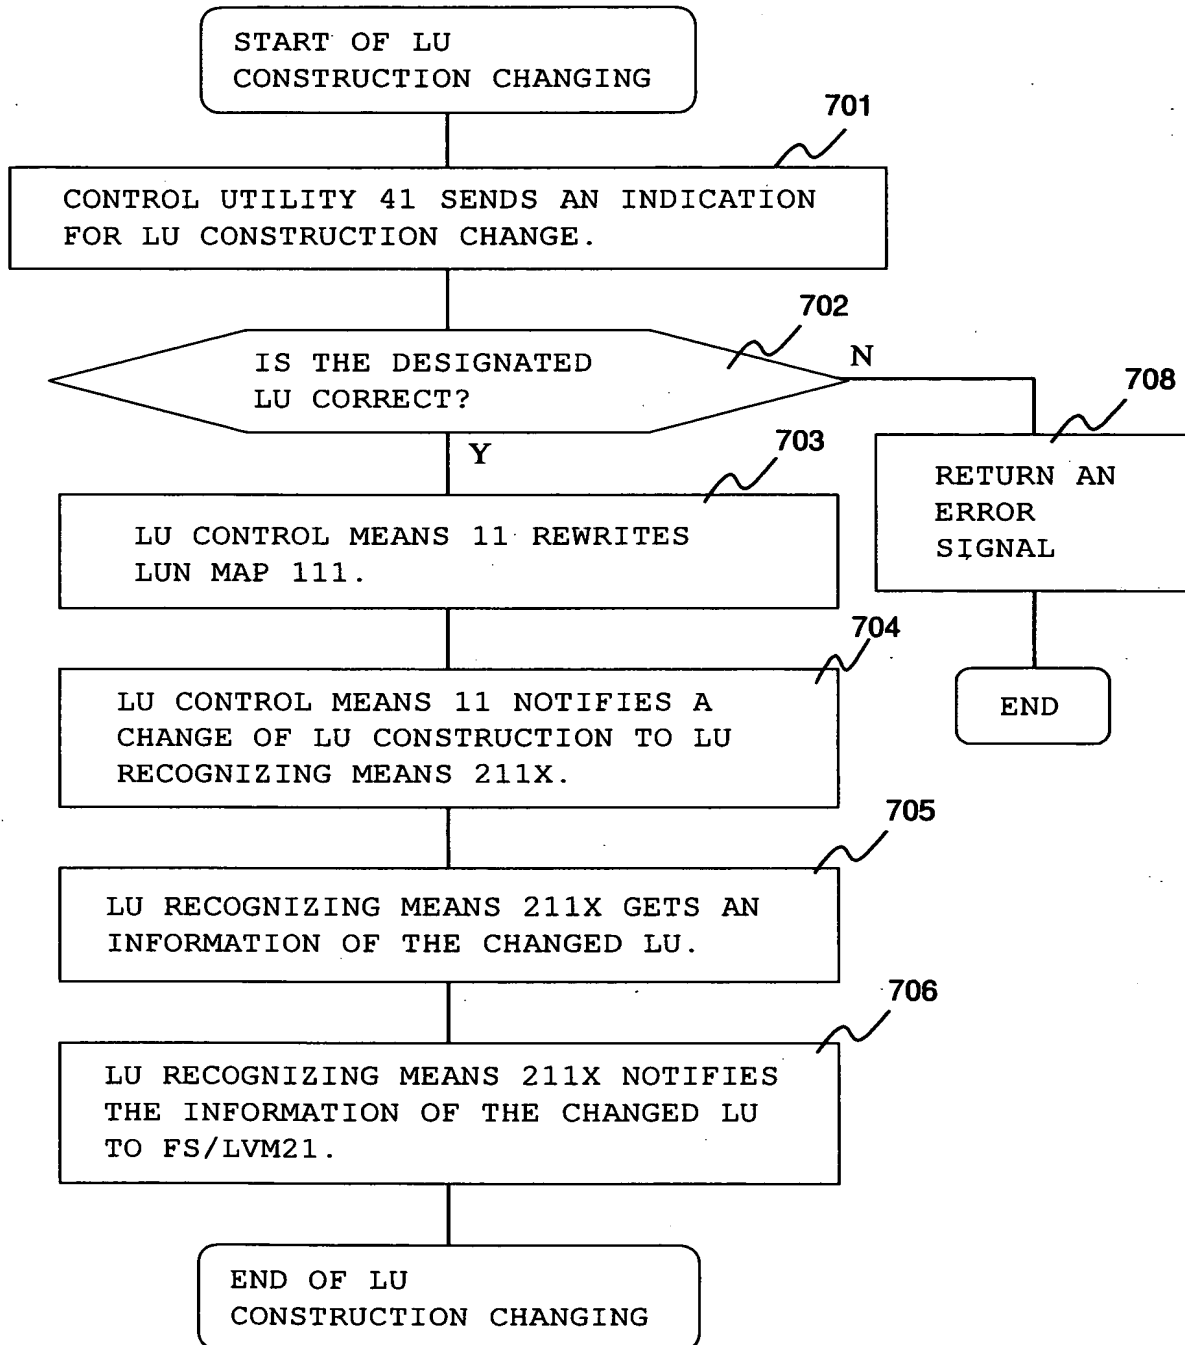 START OF LU
CONSTRUCTION CHANGING
701
CONTROL UTILITY 41 SENDS AN INDICATION
FOR LU CONSTRUCTION CHANGE.
702
IS THE DESIGNATED
LU CORRECT?
N
Y
708
RETURN AN
ERROR
SIGNAL
END
703
LU CONTROL MEANS 11 REWRITES
LUN MAP 111.
704
LU CONTROL MEANS 11 NOTIFIES A
CHANGE OF LU CONSTRUCTION TO LU
RECOGNIZING MEANS 211X.
705
LU RECOGNIZING MEANS 211X GETS AN
INFORMATION OF THE CHANGED LU.
706
LU RECOGNIZING MEANS 211X NOTIFIES
THE INFORMATION OF THE CHANGED LU
TO FS/LVM21.
END OF LU
CONSTRUCTION CHANGING